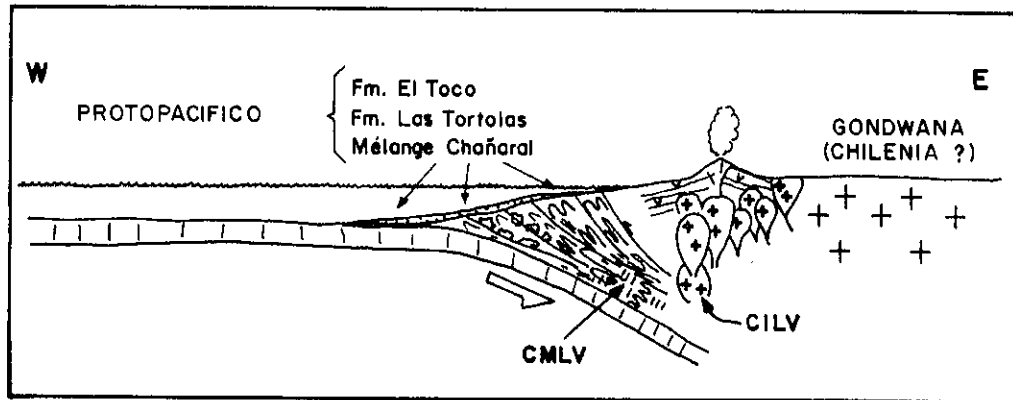 W
PROTOPACIFICO
Fm. El Toco
Fm. Las Tortolas
Mélange Chañaral
E
GONDWANA
(CHILENIA ?)
CMLV
CILV